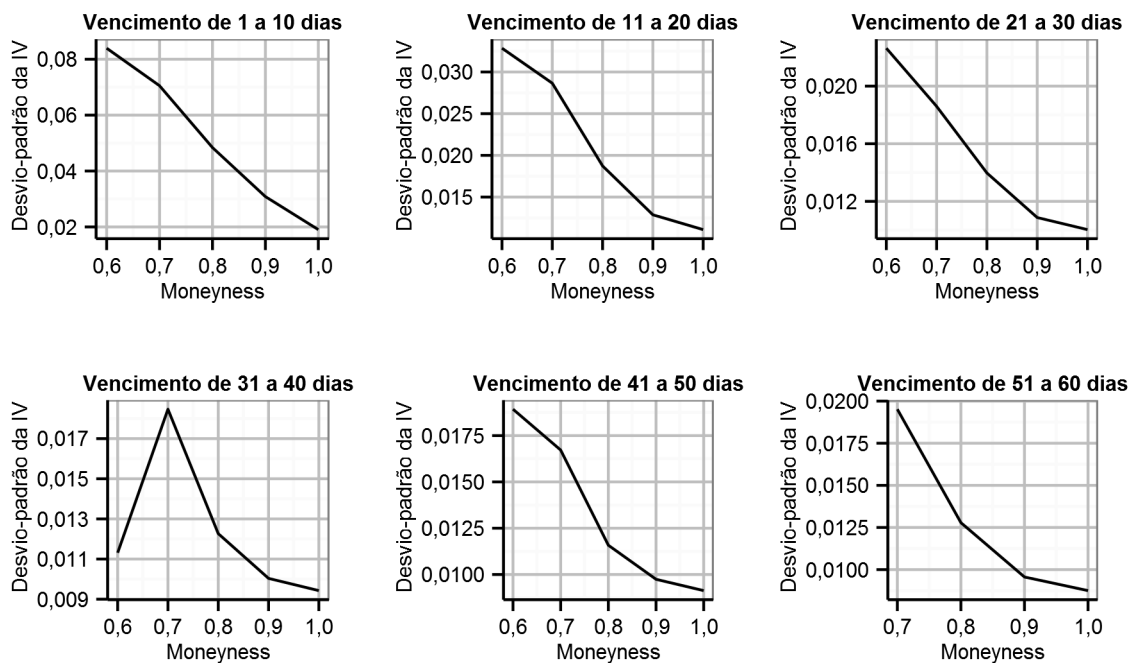 Vencimento de 1 a 10 dias
Desvio-padrão da IV
0,08
0,06
0,04
0,02
0,6 0,7 0,8 0,9 1,0
Moneyness
Vencimento de 11 a 20 dias
Desvio-padrão da IV
0,030
0,025
0,020
0,015
0,6 0,7 0,8 0,9 1,0
Moneyness
Vencimento de 21 a 30 dias
Desvio-padrão da IV
0,020
0,016
0,012
0,6 0,7 0,8 0,9 1,0
Moneyness
Vencimento de 31 a 40 dias
Desvio-padrão da IV
0,017
0,015
0,013
0,011
0,009
0,6 0,7 0,8 0,9 1,0
Moneyness
Vencimento de 41 a 50 dias
Desvio-padrão da IV
0,0175
0,0150
0,0125
0,0100
0,6 0,7 0,8 0,9 1,0
Moneyness
Vencimento de 51 a 60 dias
Desvio-padrão da IV
0,0200
0,0175
0,0150
0,0125
0,0100
0,7 0,8 0,9 1,0
Moneyness